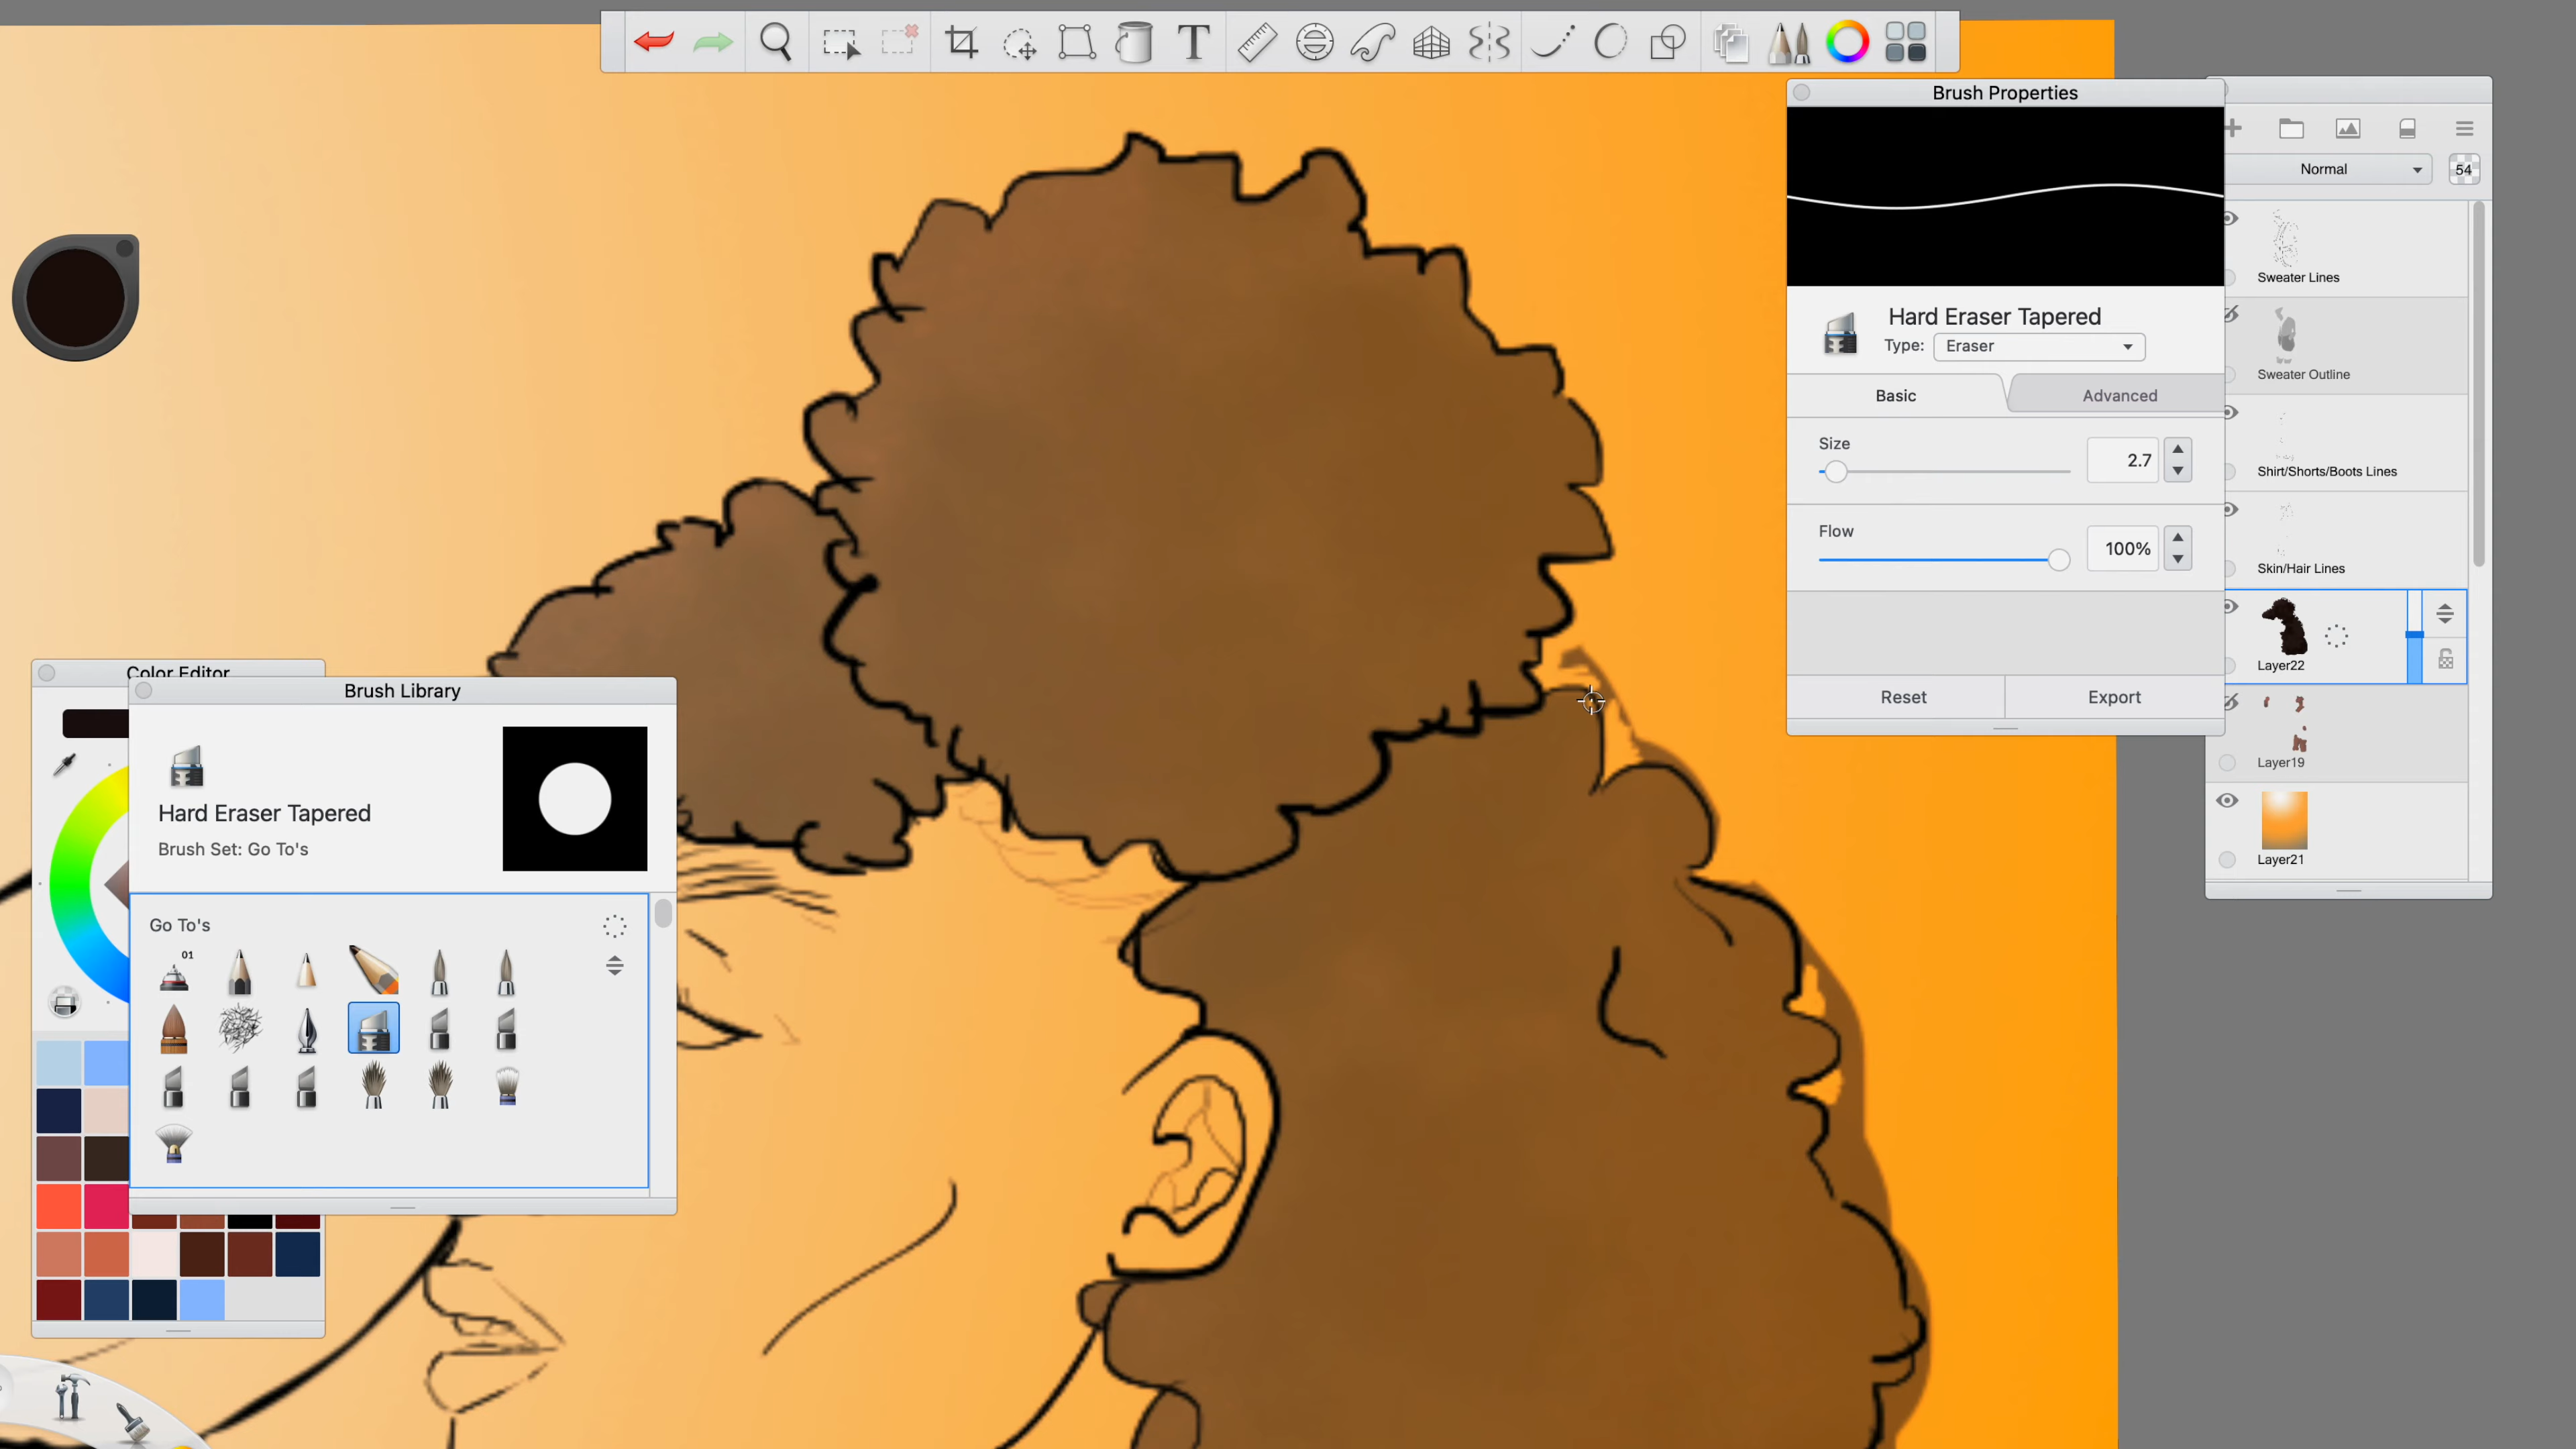 T
Brush Properties
Normal
54
Hard Eraser Tapered
Type:
Eraser
Basic
Advanced
Size
2.7
Flow
100%
Reset
Export
Sweater Lines
Sweater Outline
Shirt/Shorts/Boots Lines
Skin/Hair Lines
Layer22
Layer19
Layer21
Color Editor
Brush Library
Hard Eraser Tapered
Brush Set: Go To's
Go To's
01